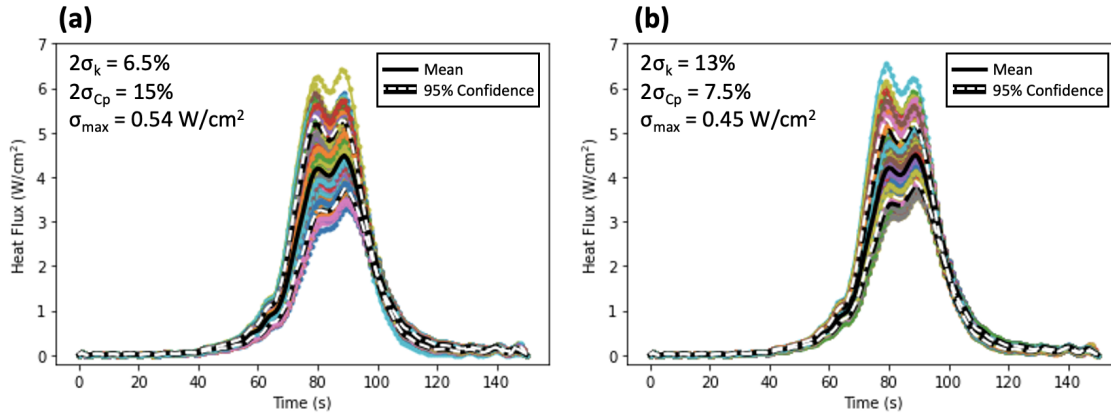 (a)
2σk = 6.5%
2σCp = 15%
σmax = 0.54 W/cm²
Mean
95% Confidence
Heat Flux (W/cm²)
7
6
5
4
3
2
1
0
0 20 40 60 80 100 120 140
Time (s)
(b)
2σk = 13%
2σCp = 7.5%
σmax = 0.45 W/cm²
Mean
95% Confidence
Heat Flux (W/cm²)
7
6
5
4
3
2
1
0
0 20 40 60 80 100 120 140
Time (s)